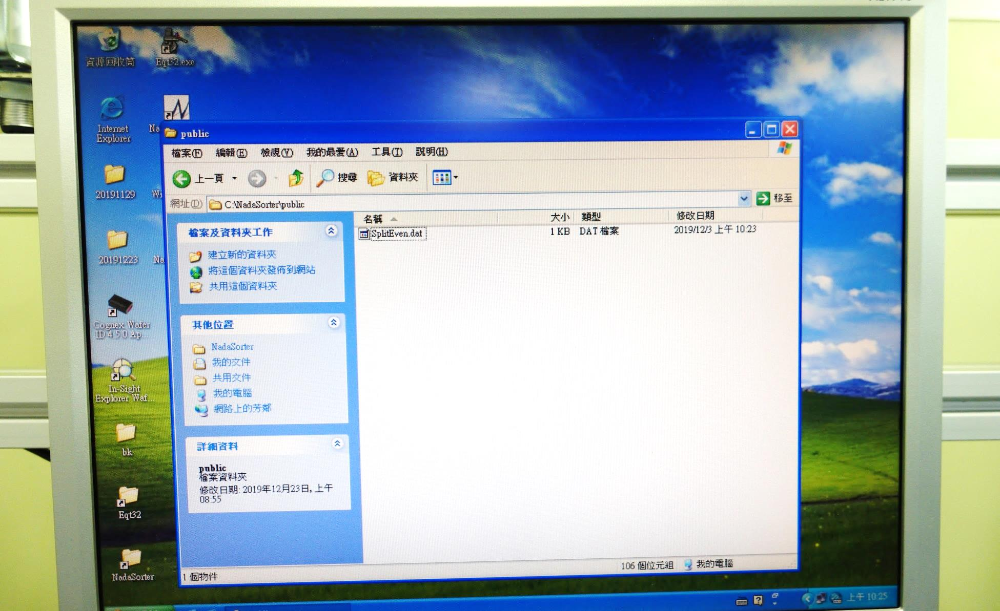 資源回收筒
Eqt32.exe
Internet
Explorer
Na
public
檔案(F) 編輯(E) 檢視(V) 我的最愛(A) 工具(T) 說明(H)
上一頁 搜尋 資料夾
網址(D) C:\NadaSorter\public 移至
20191129
Wi
20191223
Na
Cognex Wafer
ID 4 5 0 Ap...
In-Sight
Explorer Waf...
bk
Eqt32
NadaSorter
檔案及資料夾工作
建立新的資料夾
將這個資料夾發佈到網站
共用這個資料夾
其他位置
NadaSorter
我的文件
共用文件
我的電腦
網路上的芳鄰
詳細資料
public
檔案資料夾
修改日期: 2019年12月23日, 上午
08:55
名稱 大小 類型 修改日期
SplitEven.dat 1 KB DAT 檔案 2019/12/3 上午 10:23
1 個物件 106 個位元組 我的電腦
上午 10:25